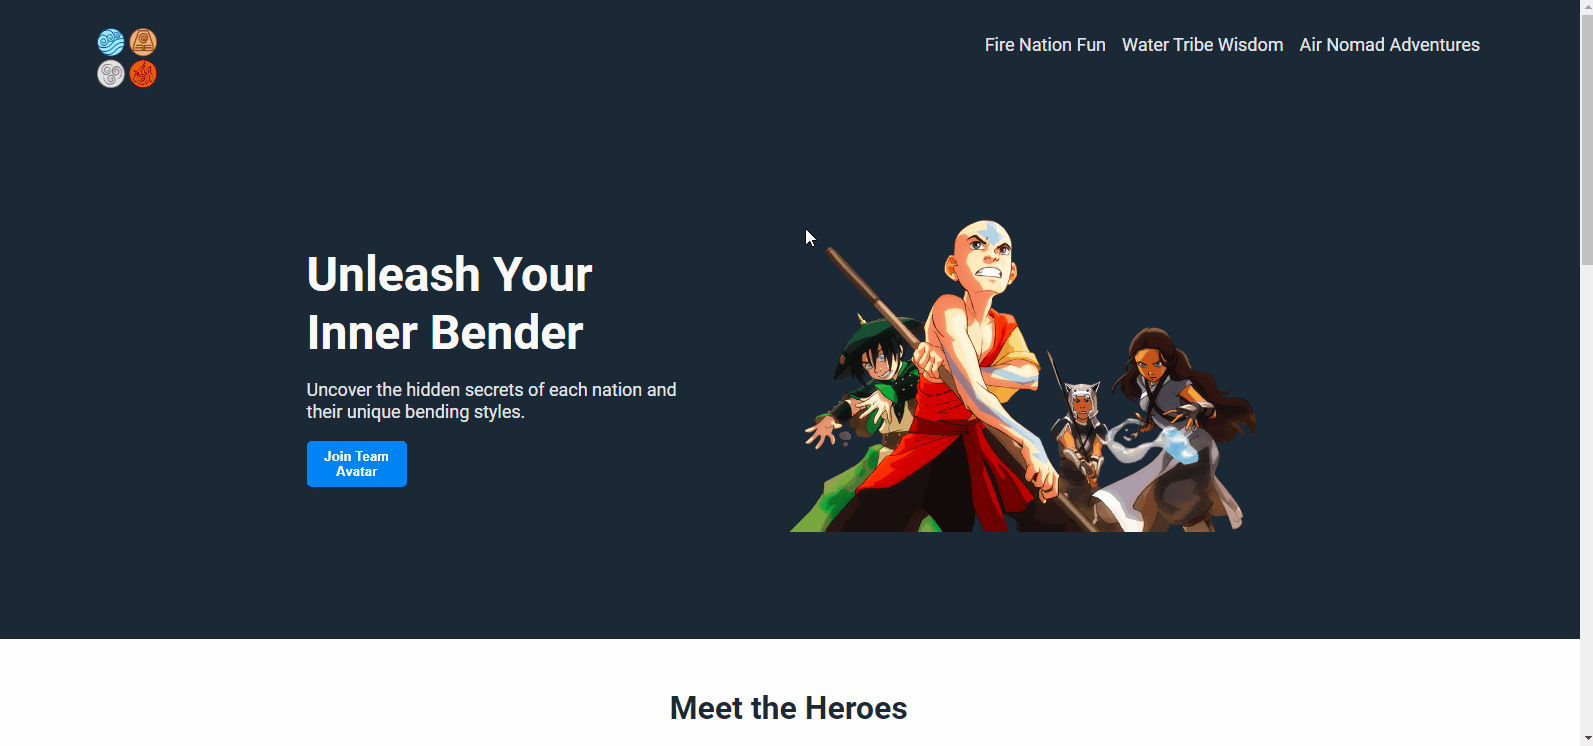 Fire Nation Fun Water Tribe Wisdom Air Nomad Adventures
Unleash Your
Inner Bender
Uncover the hidden secrets of each nation and
their unique bending styles.
Join Team
Avatar
Meet the Heroes